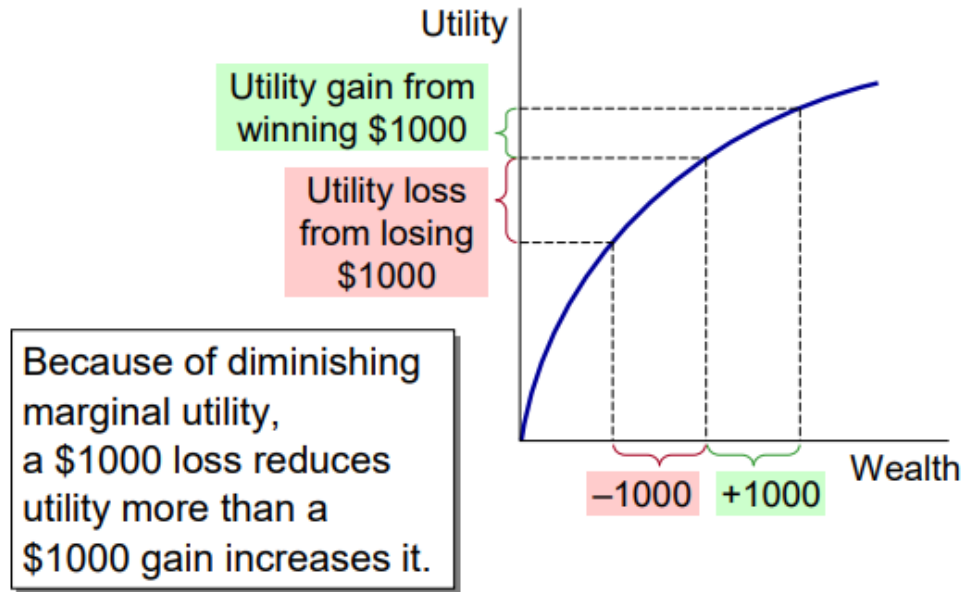 Utility
Utility gain from
winning $1000
Utility loss
from losing
$1000
Because of diminishing
marginal utility,
a $1000 loss reduces
utility more than a
$1000 gain increases it.
Wealth
–1000
+1000